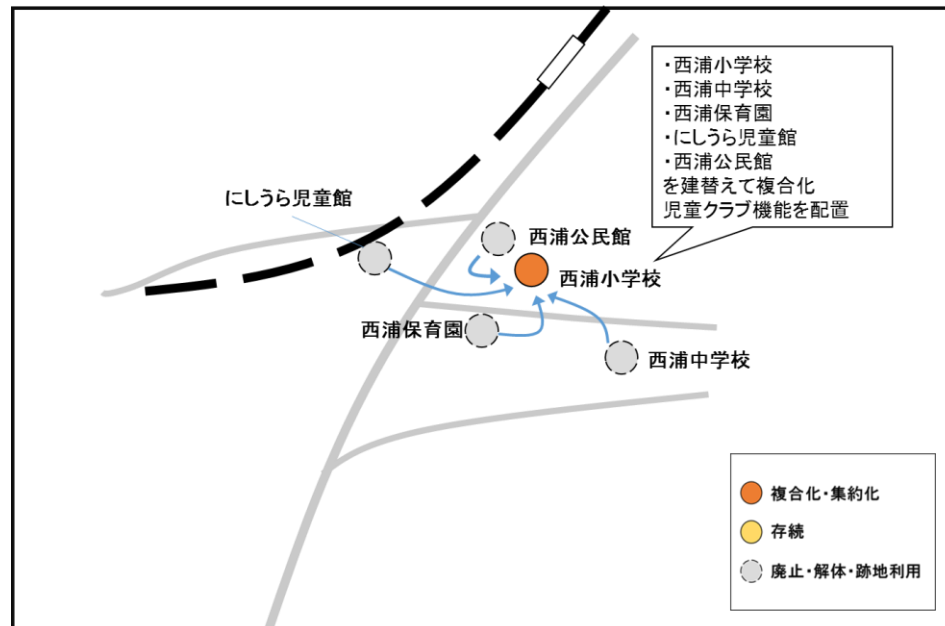 ・西浦小学校
・西浦中学校
・西浦保育園
・にしうら児童館
・西浦公民館
を建替えて複合化
児童クラブ機能を配置
にしうら児童館
西浦公民館
西浦小学校
西浦保育園
西浦中学校
複合化・集約化
存続
廃止・解体・跡地利用